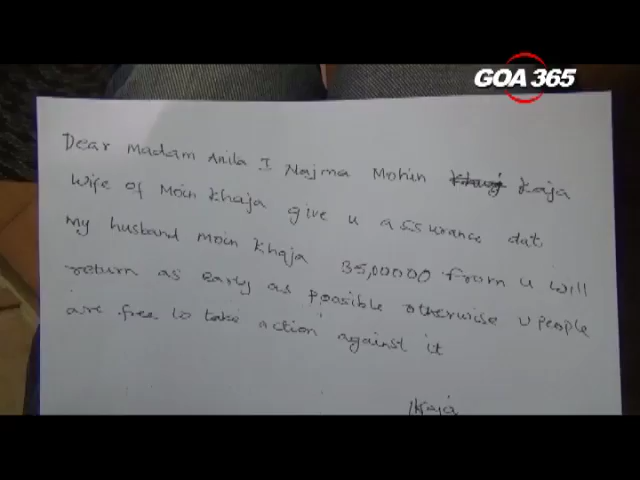 GOA 365
Dear Madam Anila I Najma Mohin Kaja
wife of Moin Khaja give u assurance dat
my husband moin khaja 35,00000 from u will
return as early as possible otherwise u people
are free to take action against it
Khaja